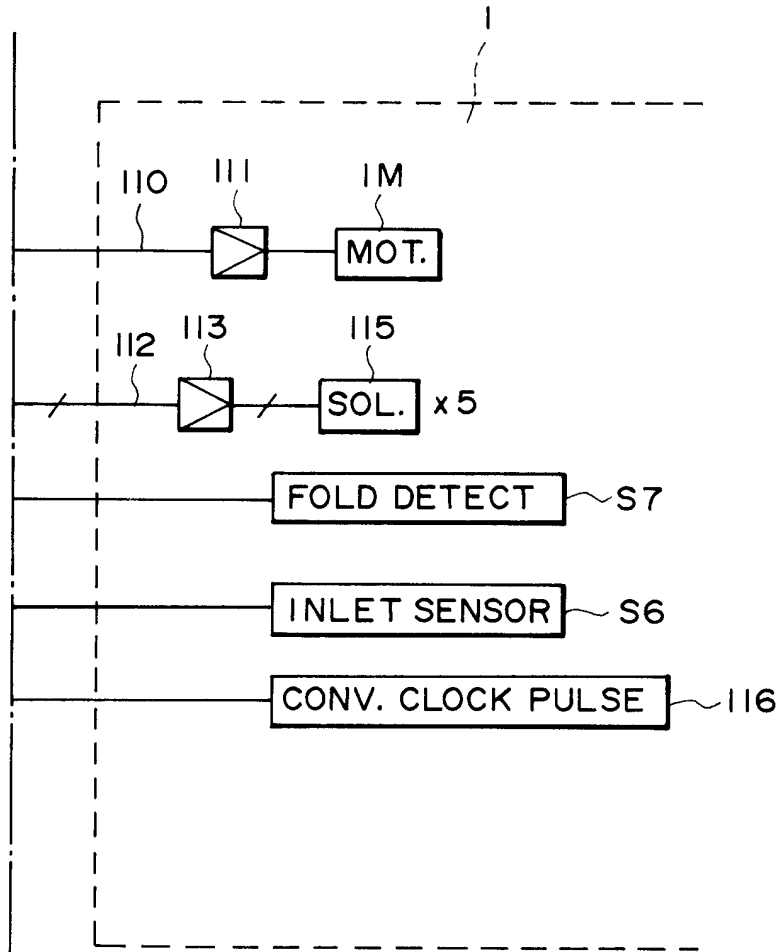 1
110 111 1M
MOT.
112 113 115
SOL. x5
FOLD DETECT S7
INLET SENSOR S6
CONV. CLOCK PULSE 116